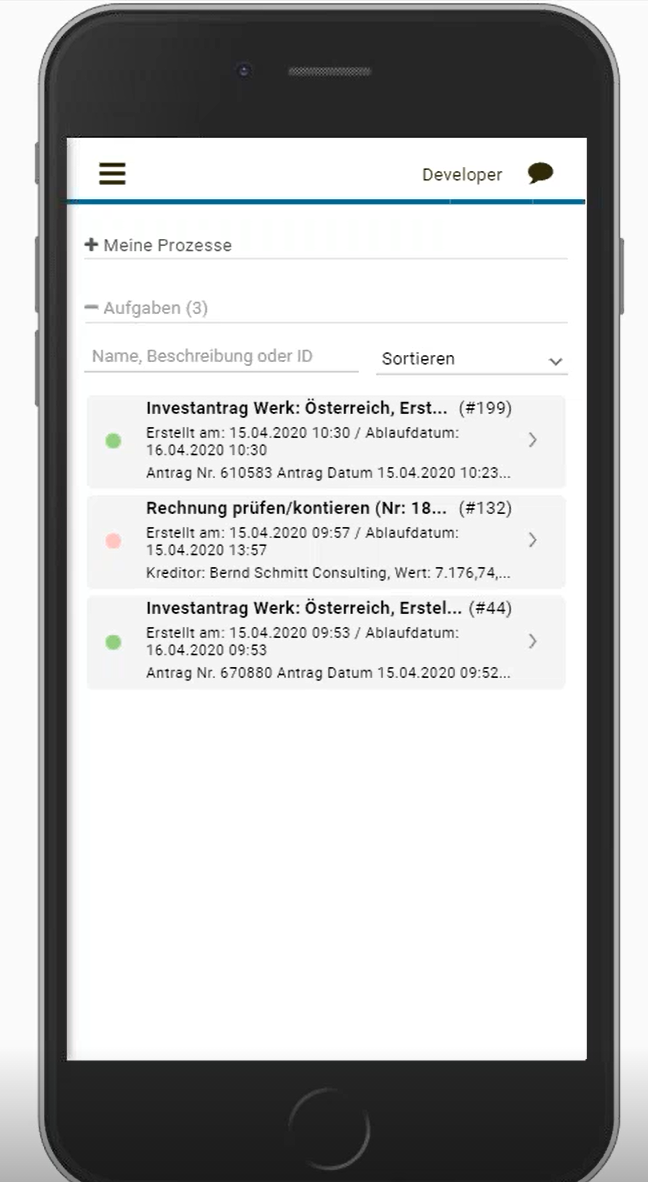 Developer
Meine Prozesse
Aufgaben (3)
Name, Beschreibung oder ID Sortieren
Investantrag Werk: Österreich, Erst... (#199)
Erstellt am: 15.04.2020 10:30 / Ablaufdatum:
16.04.2020 10:30
Antrag Nr. 610583 Antrag Datum 15.04.2020 10:23...
Rechnung prüfen/kontieren (Nr: 18... (#132)
Erstellt am: 15.04.2020 09:57 / Ablaufdatum:
15.04.2020 13:57
Kreditor: Bernd Schmitt Consulting, Wert: 7.176,74,...
Investantrag Werk: Österreich, Erstel... (#44)
Erstellt am: 15.04.2020 09:53 / Ablaufdatum:
16.04.2020 09:53
Antrag Nr. 670880 Antrag Datum 15.04.2020 09:52...